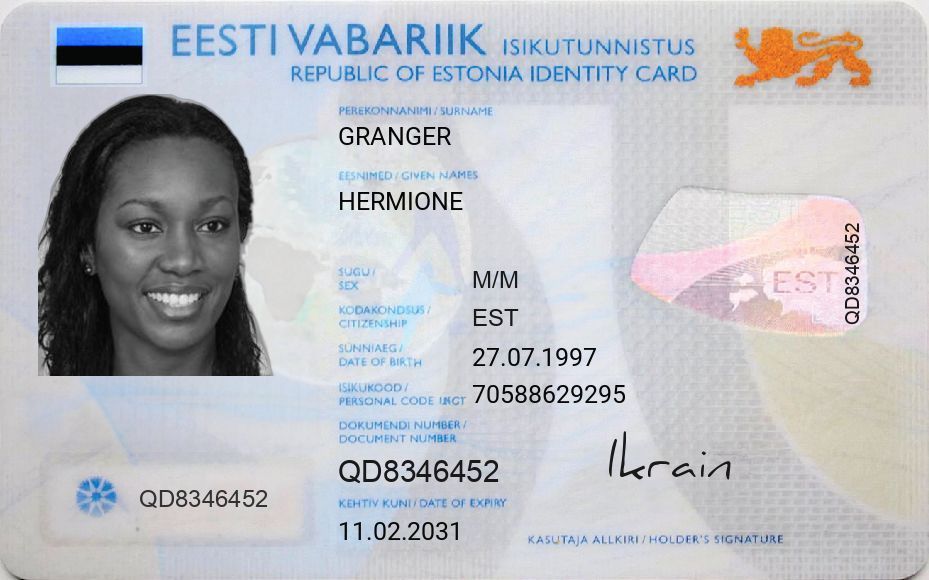 EESTI VABARIIK ISIKUTUNNISTUS
REPUBLIC OF ESTONIA IDENTITY CARD
PEREKONNANIMI / SURNAME
GRANGER
EESNIMED / GIVEN NAMES
HERMIONE
SUGU /
SEX
M/M
KODAKONDSUS /
CITIZENSHIP
EST
SÜNNIAEG /
DATE OF BIRTH
27.07.1997
ISIKUKOOD /
PERSONAL CODE
70588629295
DOKUMENDI NUMBER /
DOCUMENT NUMBER
QD8346452
KEHTIV KUNI / DATE OF EXPIRY
11.02.2031
QD8346452
EST
QD8346452
Ikrain
KASUTAJA ALLKIRI / HOLDER'S SIGNATURE